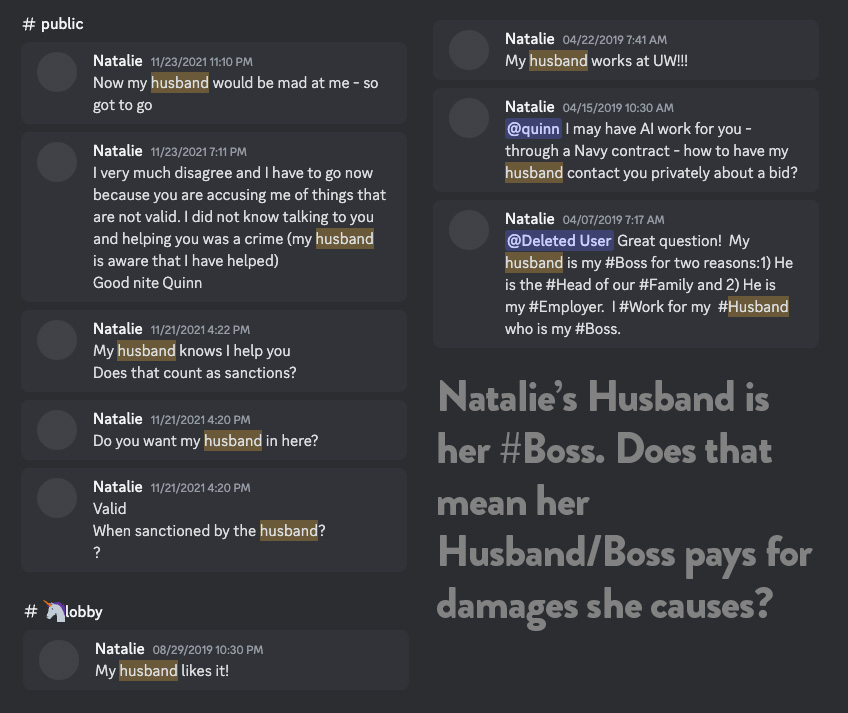 # public
Natalie 11/23/2021 11:10 PM
Now my husband would be mad at me - so
got to go
Natalie 11/23/2021 7:11 PM
I very much disagree and I have to go now
because you are accusing me of things that
are not valid. I did not know talking to you
and helping you was a crime (my husband
is aware that I have helped)
Good nite Quinn
Natalie 11/21/2021 4:22 PM
My husband knows I help you
Does that count as sanctions?
Natalie 11/21/2021 4:20 PM
Do you want my husband in here?
Natalie 11/21/2021 4:20 PM
Valid
When sanctioned by the husband?
?
# 🦄lobby
Natalie 08/29/2019 10:30 PM
My husband likes it!
Natalie 04/22/2019 7:41 AM
My husband works at UW!!!
Natalie 04/15/2019 10:30 AM
@quinn I may have AI work for you -
through a Navy contract - how to have my
husband contact you privately about a bid?
Natalie 04/07/2019 7:17 AM
@Deleted User Great question!  My
husband is my #Boss for two reasons:1) He
is the #Head of our #Family and 2) He is
my #Employer.  I #Work for my  #Husband
who is my #Boss.
Natalie’s Husband is
her #Boss. Does that
mean her
Husband/Boss pays for
damages she causes?